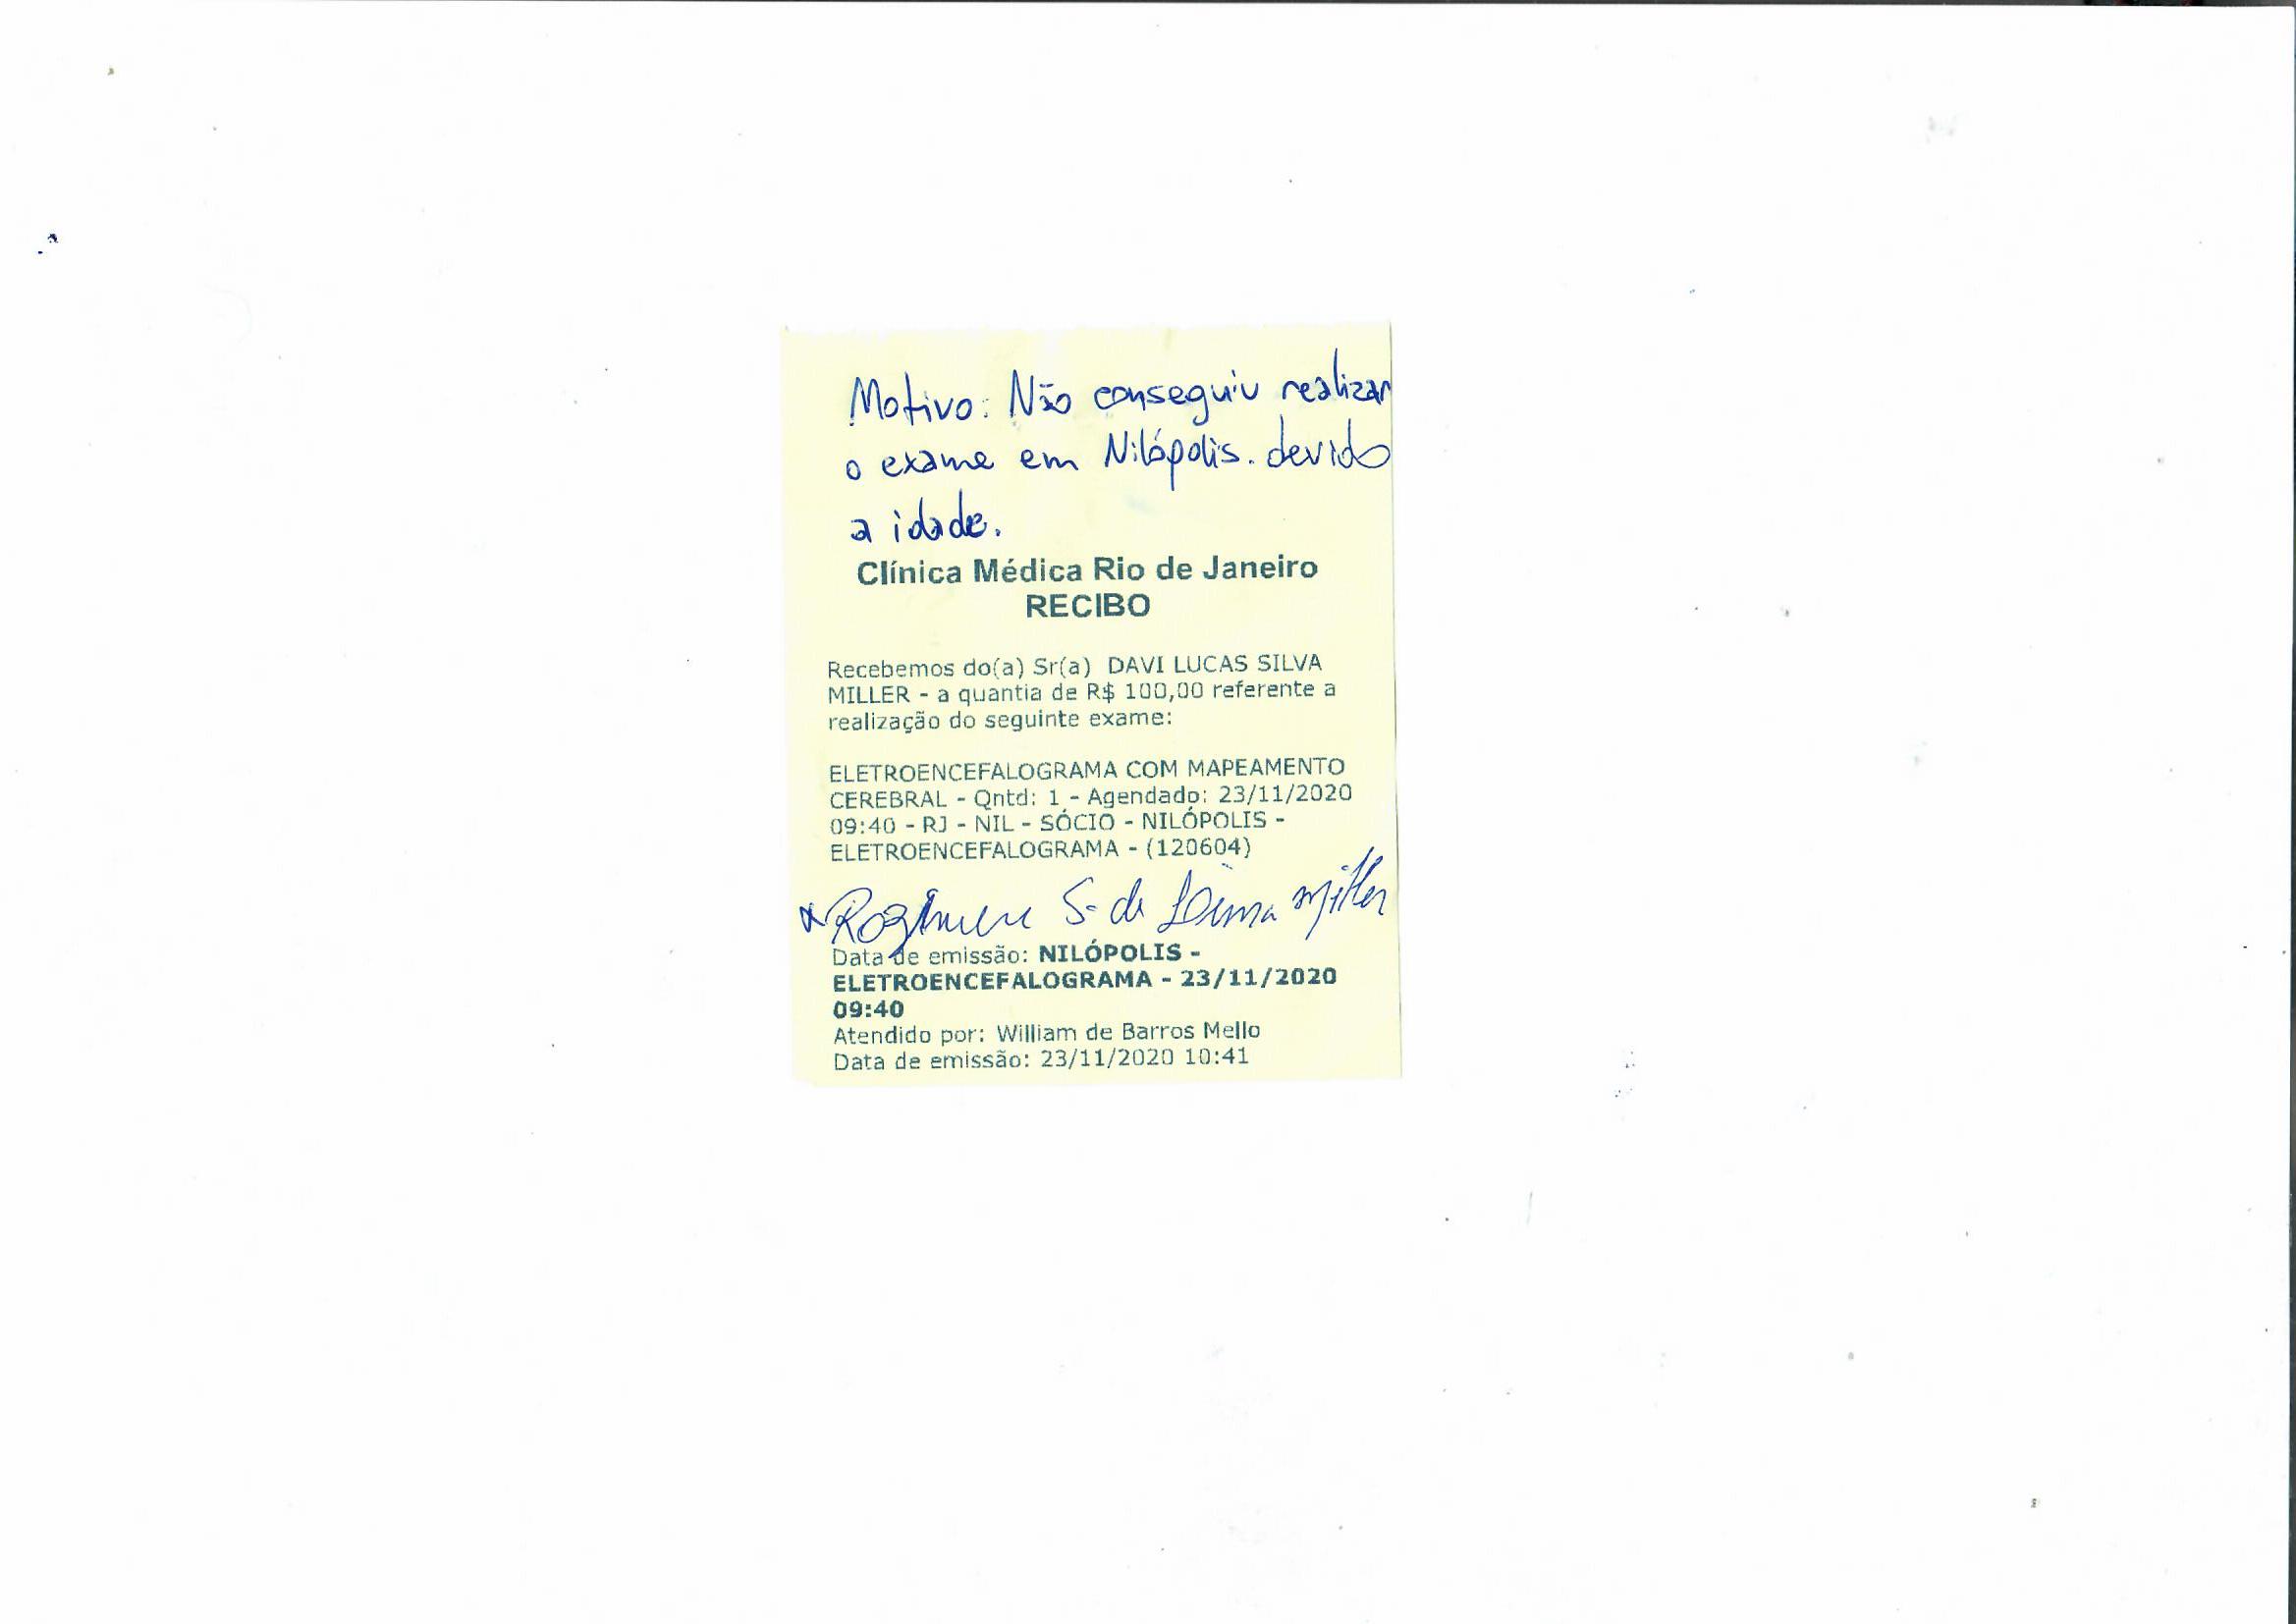 Motivo: Não conseguiu realizar
o exame em Nilópolis. devido
a idade.
Clínica Médica Rio de Janeiro
RECIBO
Recebemos do(a) Sr(a) DAVI LUCAS SILVA
MILLER - a quantia de R$ 100,00 referente a
realização do seguinte exame:
ELETROENCEFALOGRAMA COM MAPEAMENTO
CEREBRAL - Qntd: 1 - Agendado: 23/11/2020
09:40 - RJ - NIL - SÓCIO - NILÓPOLIS -
ELETROENCEFALOGRAMA - (120604)
S. de Lima Miller
Data de emissão: NILÓPOLIS -
ELETROENCEFALOGRAMA - 23/11/2020
09:40
Atendido por: William de Barros Mello
Data de emissão: 23/11/2020 10:41